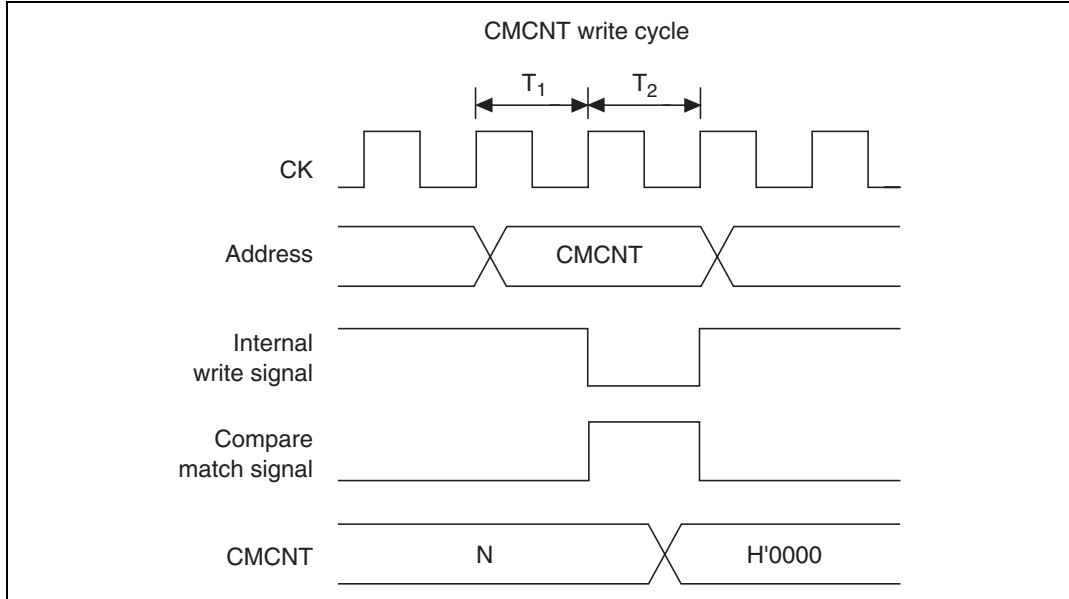 CMCNT write cycle
T1 T2
CK
Address CMCNT
Internal
write signal
Compare
match signal
CMCNT N H'0000